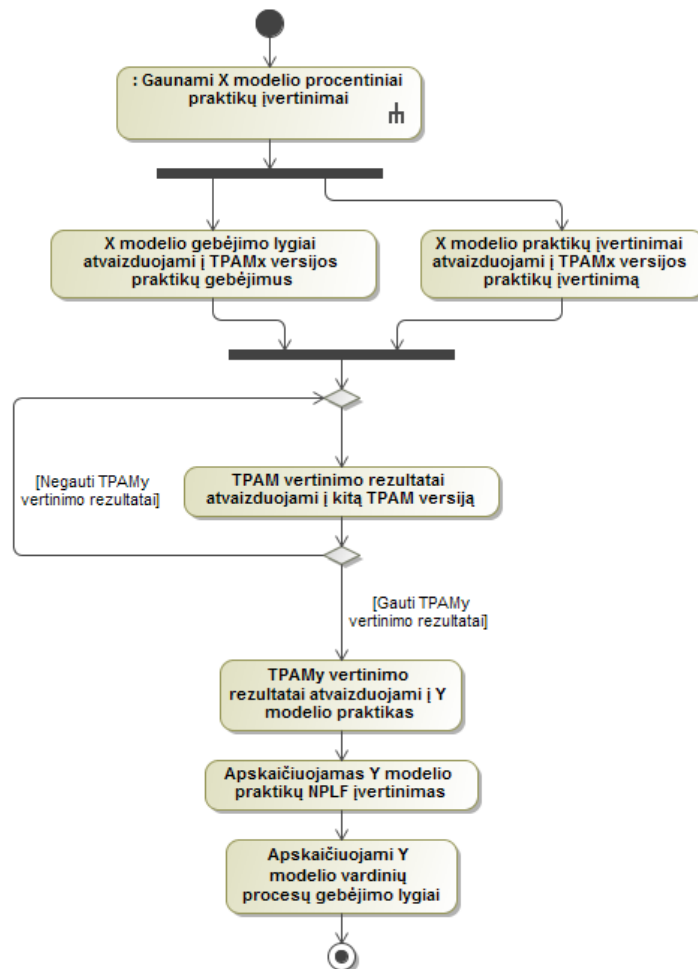 : Gaunami X modelio procentiniai
praktikų įvertinimai
X modelio gebėjimo lygiai
atvaizduojami į TPAMx versijos
praktikų gebėjimus
X modelio praktikų įvertinimai
atvaizduojami į TPAMx versijos
praktikų įvertinimą
[Negauti TPAMy
vertinimo rezultatai]
TPAM vertinimo rezultatai
atvaizduojami į kitą TPAM versiją
[Gauti TPAMy
vertinimo rezultatai]
TPAMy vertinimo
rezultatai atvaizduojami į Y
modelio praktikas
Apskaičiuojamas Y modelio
praktikų NPLF įvertinimas
Apskaičiuojami Y
modelio vardinių
procesų gebėjimo lygiai